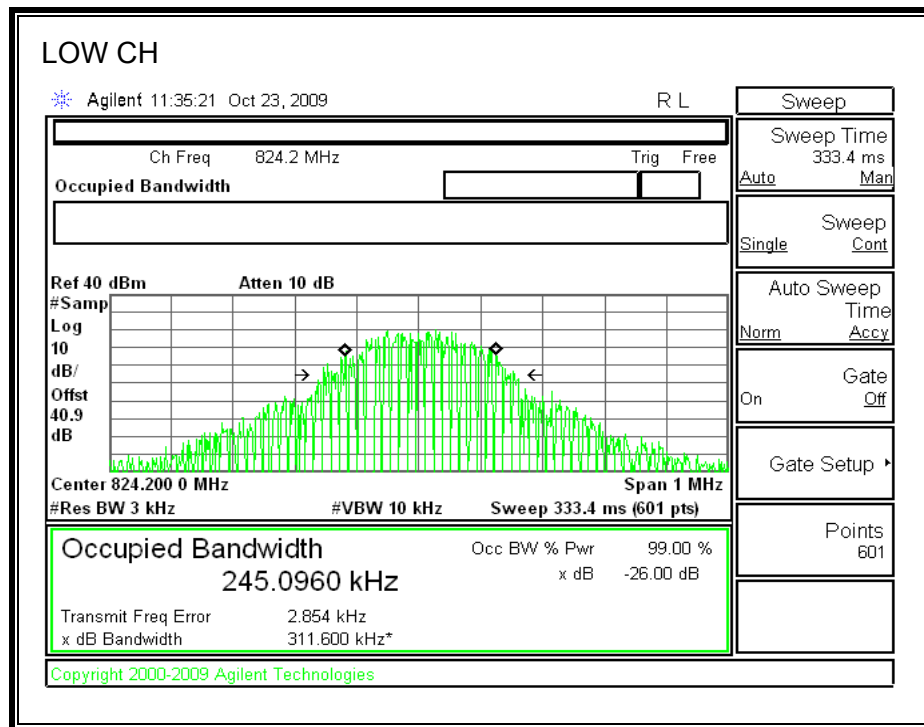 LOW CH
Agilent 11:35:21 Oct 23, 2009 R L
Ch Freq 824.2 MHz Trig Free
Occupied Bandwidth
Ref 40 dBm Atten 10 dB
#Samp
Log
10
dB/
Offst
40.9
dB
Center 824.200 0 MHz Span 1 MHz
#Res BW 3 kHz #VBW 10 kHz Sweep 333.4 ms (601 pts)
Occupied Bandwidth Occ BW % Pwr 99.00 %
245.0960 kHz x dB -26.00 dB
Transmit Freq Error 2.854 kHz
x dB Bandwidth 311.600 kHz*
Copyright 2000-2009 Agilent Technologies
Sweep
Sweep Time
333.4 ms
Auto Man
Sweep
Single Cont
Auto Sweep
Time
Norm Accy
Gate
On Off
Gate Setup
Points
601